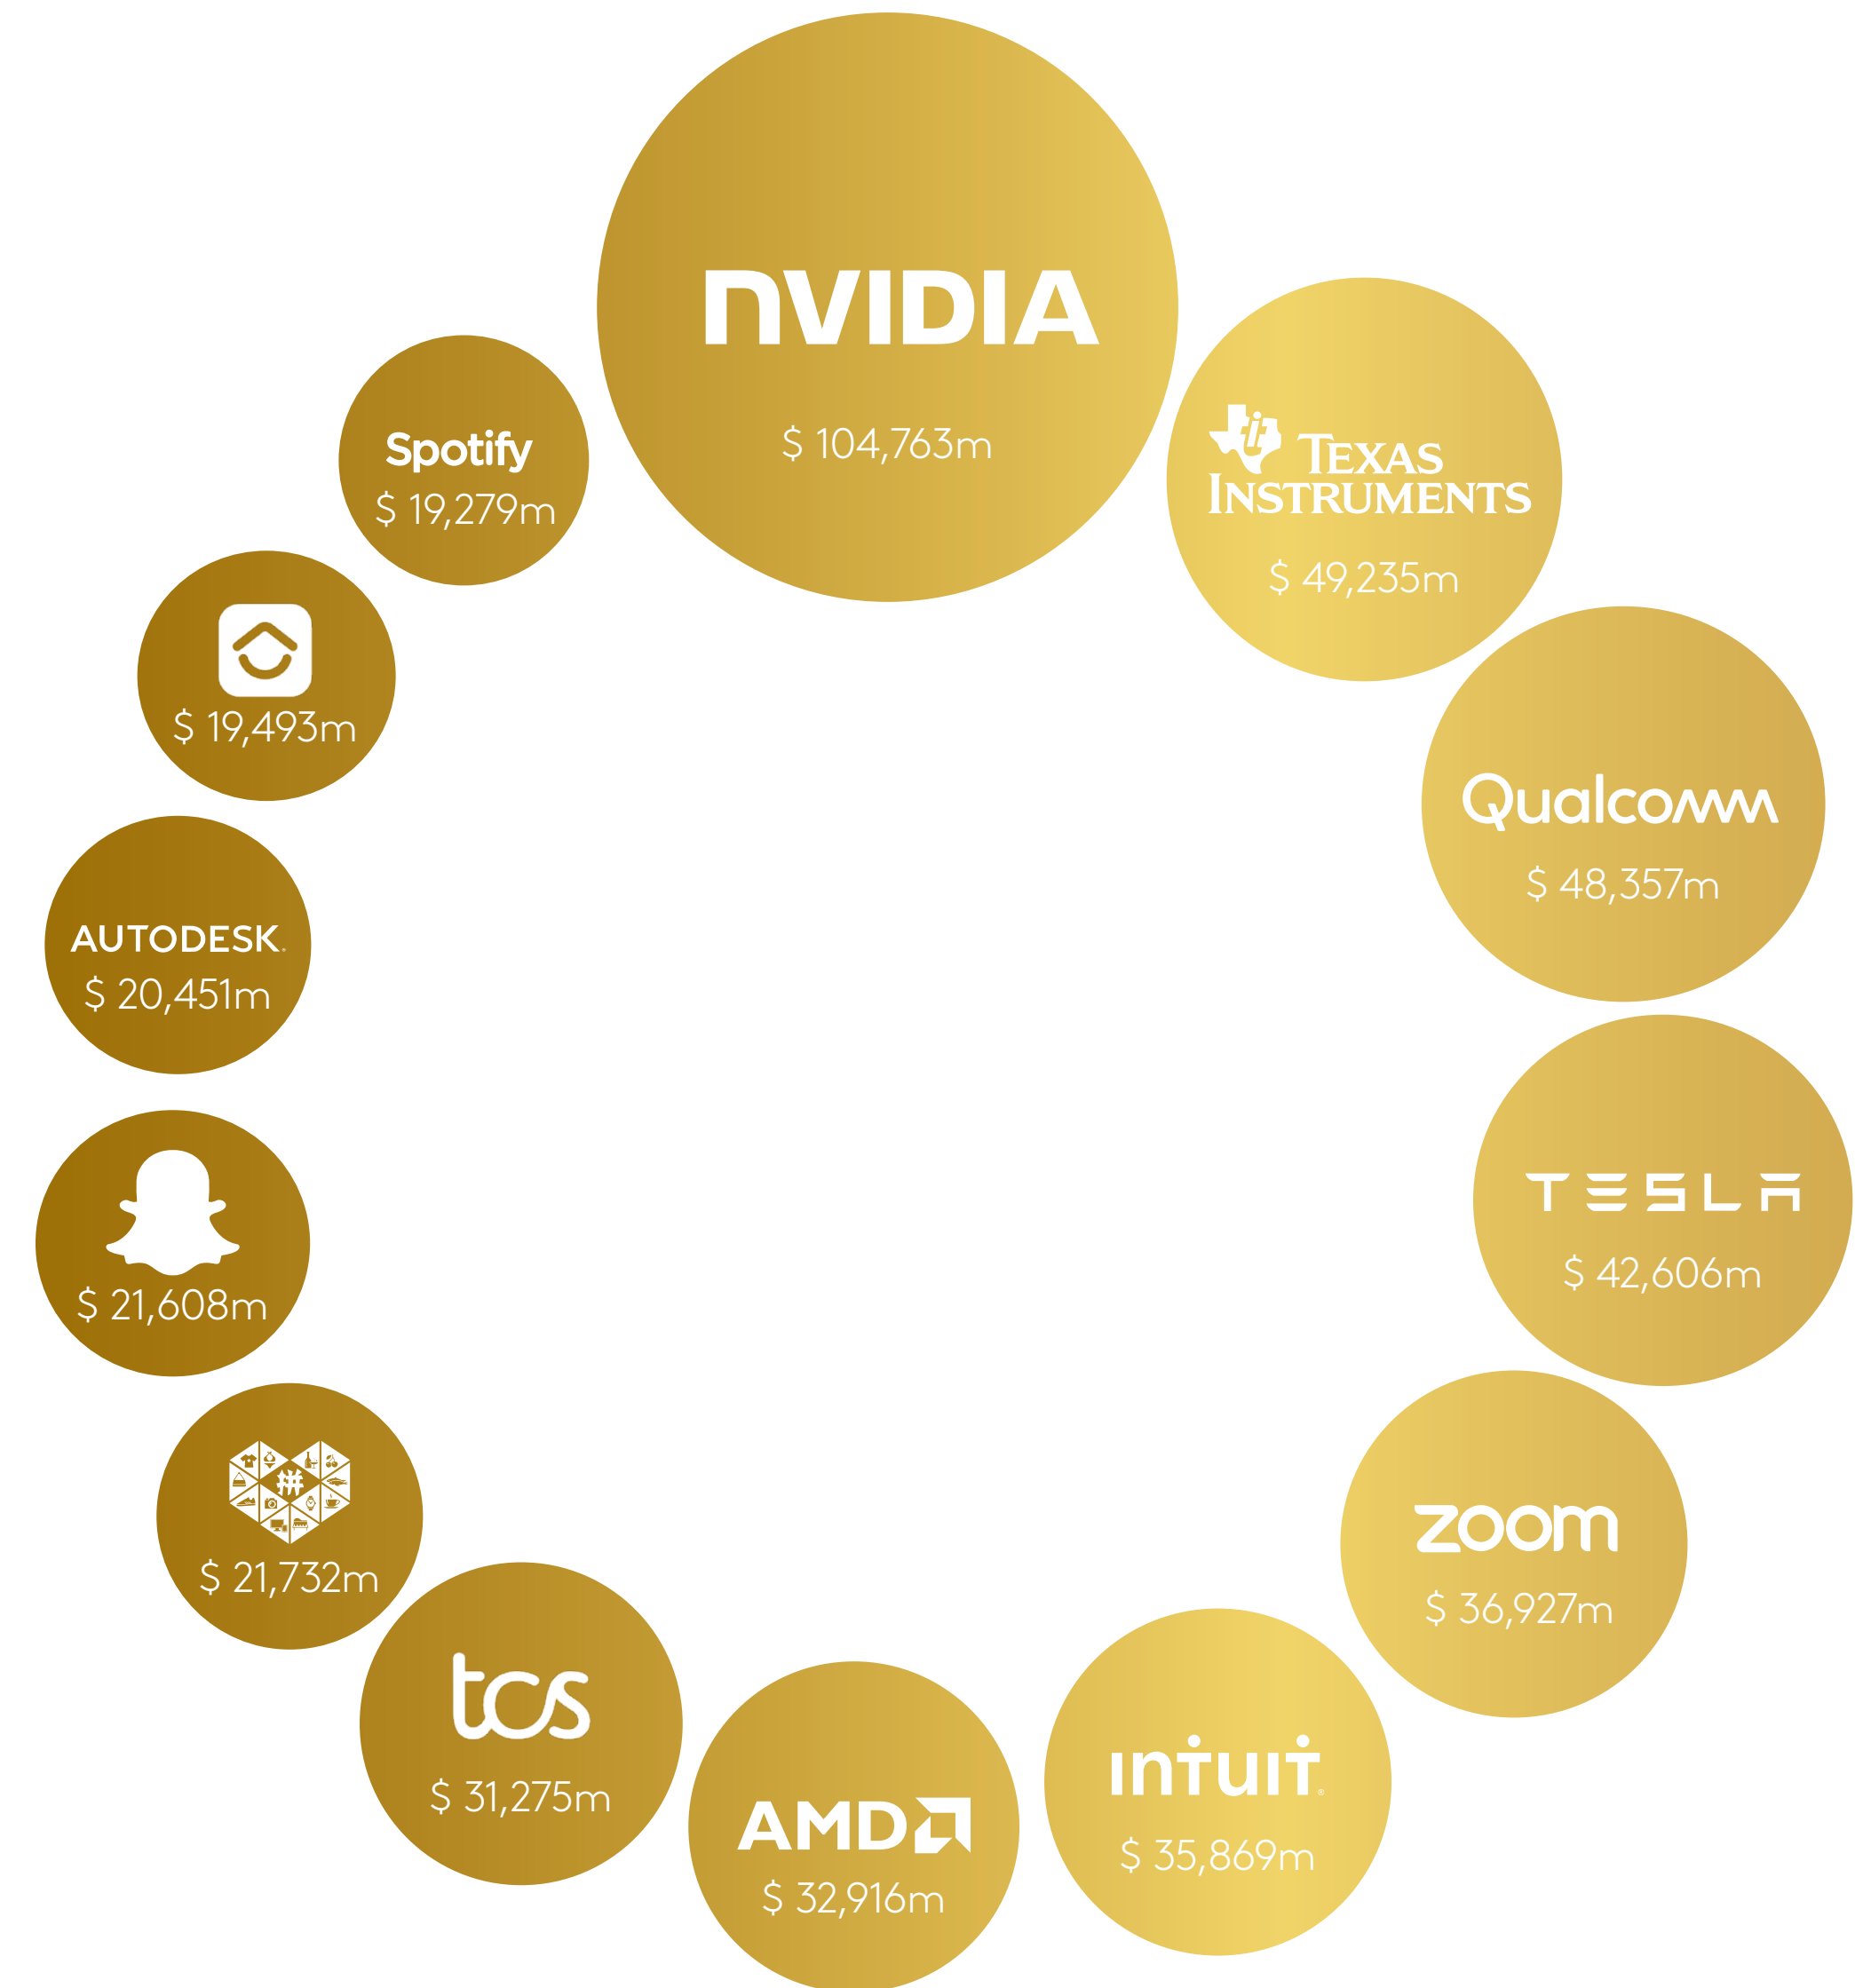 NVIDIA
$ 104,763m
TEXAS
INSTRUMENTS
$ 49,235m
Qualcomm
$ 48,357m
TESLA
$ 42,606m
zoom
$ 36,927m
intuit®
$ 35,869m
AMD
$ 32,916m
tcs
$ 31,275m
#
$ 21,732m
$ 21,608m
AUTODESK®
$ 20,451m
$ 19,493m
Spotify
$ 19,279m